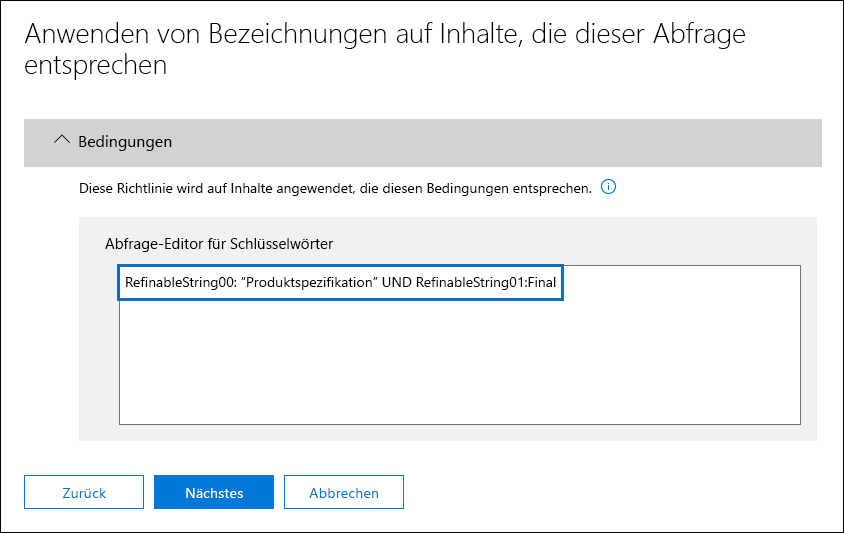 Anwenden von Bezeichnungen auf Inhalte, die dieser Abfrage
entsprechen
Bedingungen
Diese Richtlinie wird auf Inhalte angewendet, die diesen Bedingungen entsprechen.
Abfrage-Editor für Schlüsselwörter
RefinableString00: “Produktspezifikation” UND RefinableString01:Final
Zurück
Nächstes
Abbrechen